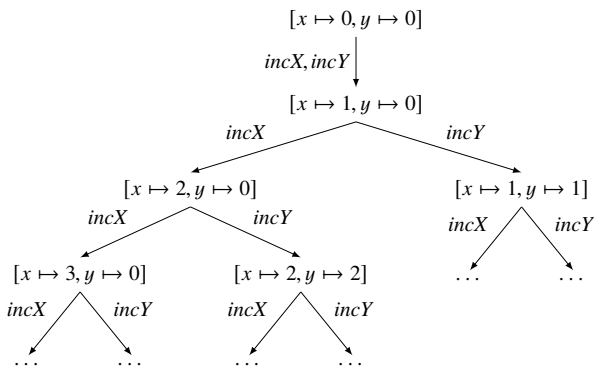 [x ↦ 0, y ↦ 0]
incX, incY
[x ↦ 1, y ↦ 0]
incX incY
[x ↦ 2, y ↦ 0] [x ↦ 1, y ↦ 1]
incX incY incX incY
[x ↦ 3, y ↦ 0] [x ↦ 2, y ↦ 2] ... ...
incX incY incX incY
... ... ... ...